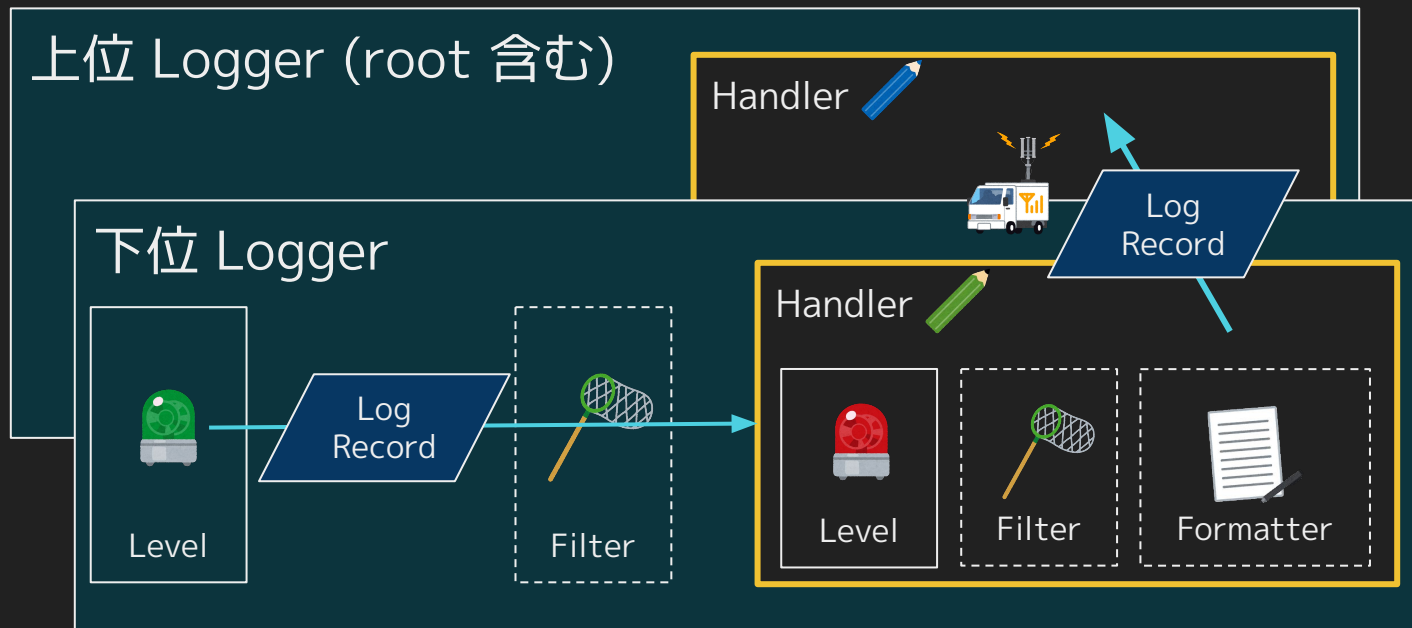 上位 Logger (root 含む)
Handler
Log
Record
下位 Logger
Handler
Log
Record
Level
Filter
Level
Filter
Formatter